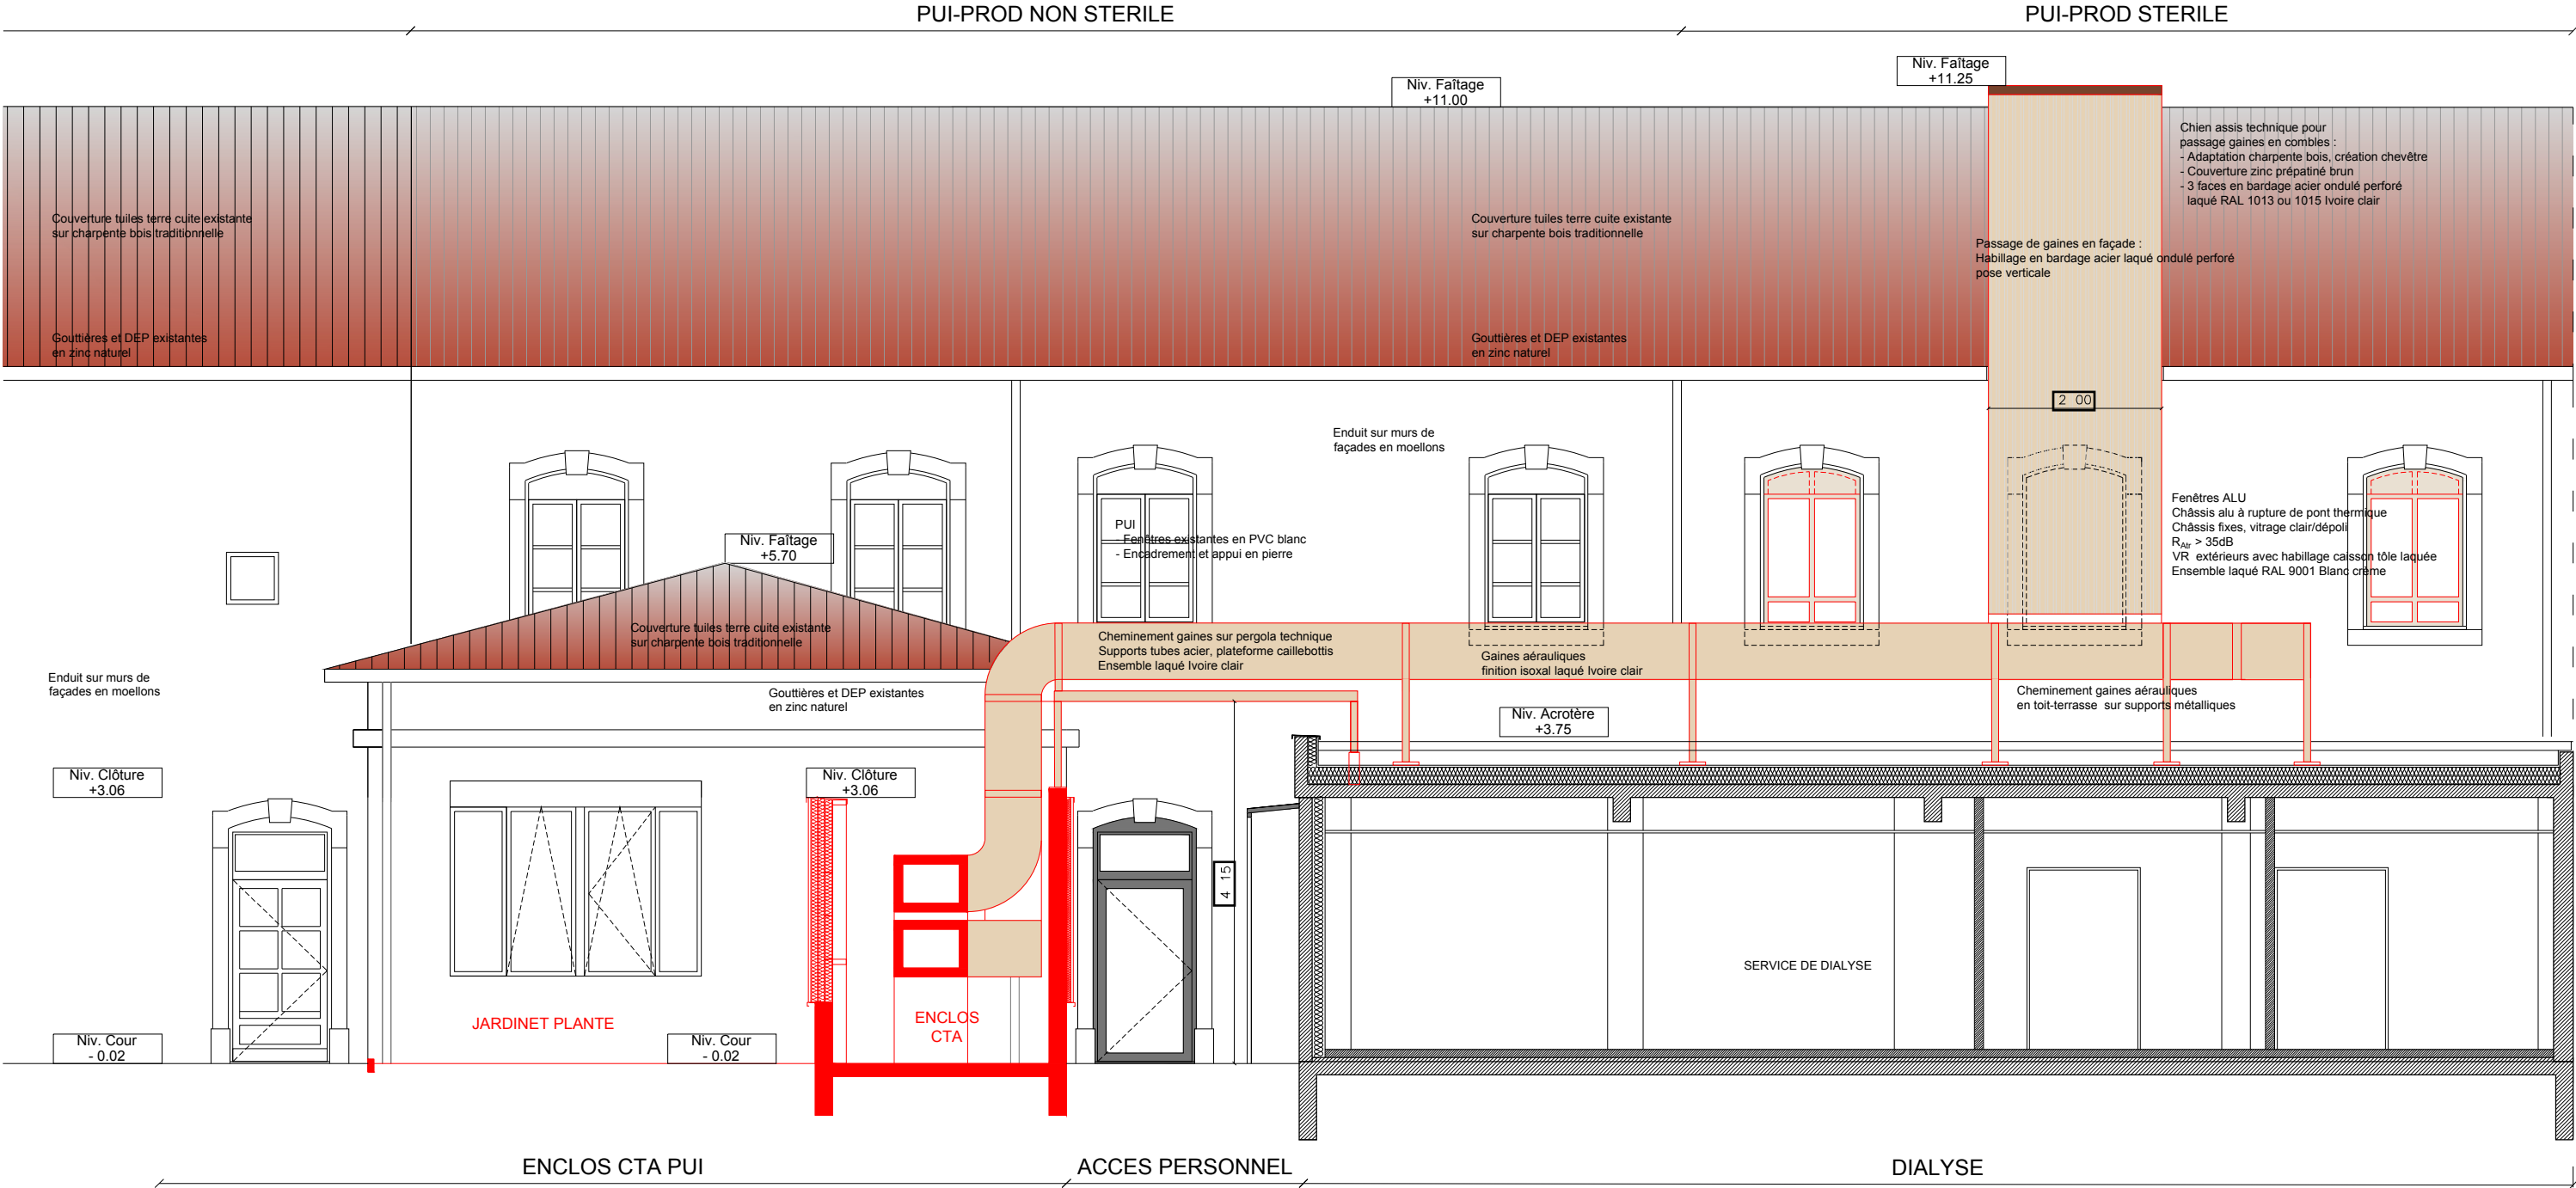 PUI-PROD NON STERILE
PUI-PROD STERILE
Niv. Faîtage
+11.00
Niv. Faîtage
+11.25
Chien assis technique pour
passage gaines en combles :
- Adaptation charpente bois, création chevêtre
- Couverture zinc prépatiné brun
- 3 faces en bardage acier ondulé perforé
laqué RAL 1013 ou 1015 Ivoire clair
Couverture tuiles terre cuite existante
sur charpente bois traditionnelle
Couverture tuiles terre cuite existante
sur charpente bois traditionnelle
Passage de gaines en façade :
Habillage en bardage acier laqué ondulé perforé
pose verticale
Gouttières et DEP existantes
en zinc naturel
Gouttières et DEP existantes
en zinc naturel
2 00
Enduit sur murs de
façades en moellons
PUI
- Fenêtres existantes en PVC blanc
- Encadrement et appui en pierre
Fenêtres ALU
Châssis alu à rupture de pont thermique
Châssis fixes, vitrage clair/dépoli
RAtr > 35dB
VR extérieurs avec habillage caisson tôle laquée
Ensemble laqué RAL 9001 Blanc crème
Niv. Faîtage
+5.70
Couverture tuiles terre cuite existante
sur charpente bois traditionnelle
Cheminement gaines sur pergola technique
Supports tubes acier, plateforme caillebottis
Ensemble laqué Ivoire clair
Gaines aérauliques
finition isoxal laqué Ivoire clair
Enduit sur murs de
façades en moellons
Gouttières et DEP existantes
en zinc naturel
Cheminement gaines aérauliques
en toit-terrasse sur supports métalliques
Niv. Acrotère
+3.75
Niv. Clôture
+3.06
Niv. Clôture
+3.06
4 15
SERVICE DE DIALYSE
JARDINET PLANTE
ENCLOS
CTA
Niv. Cour
- 0.02
Niv. Cour
- 0.02
ENCLOS CTA PUI
ACCES PERSONNEL
DIALYSE